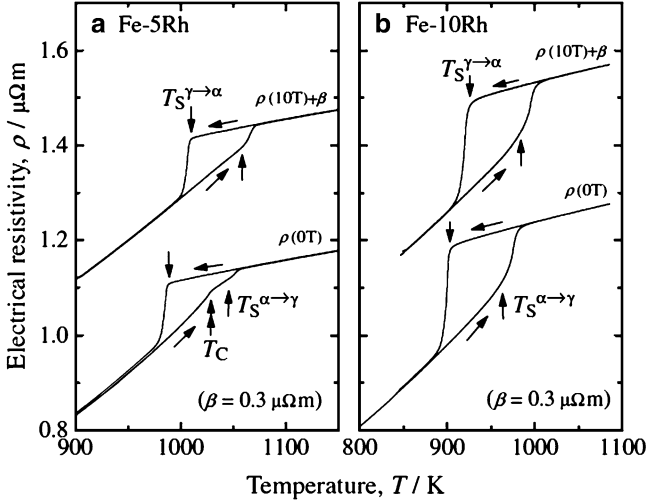 a Fe-5Rh
b Fe-10Rh
Electrical resistivity, ρ / μΩm
1.6
1.4
1.2
1.0
0.8
T_S^γ→α
ρ (10T)+β
ρ (0T)
T_S^α→γ
T_C
(β = 0.3 μΩm)
T_S^γ→α
ρ (10T)+β
ρ (0T)
T_S^α→γ
(β = 0.3 μΩm)
900 1000 1100
800 900 1000 1100
Temperature, T / K